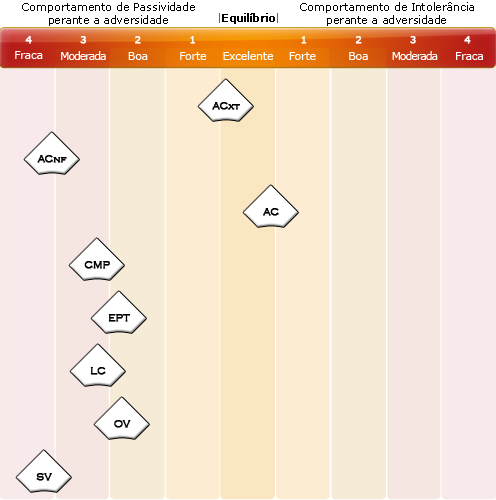 Comportamento de Passividade
perante a adversidade
|Equilíbrio|
Comportamento de Intolerância
perante a adversidade
4 3 2 1 1 2 3 4
Fraca Moderada Boa Forte Excelente Forte Boa Moderada Fraca
ACXT
ACNF
AC
CMP
EPT
LC
OV
SV